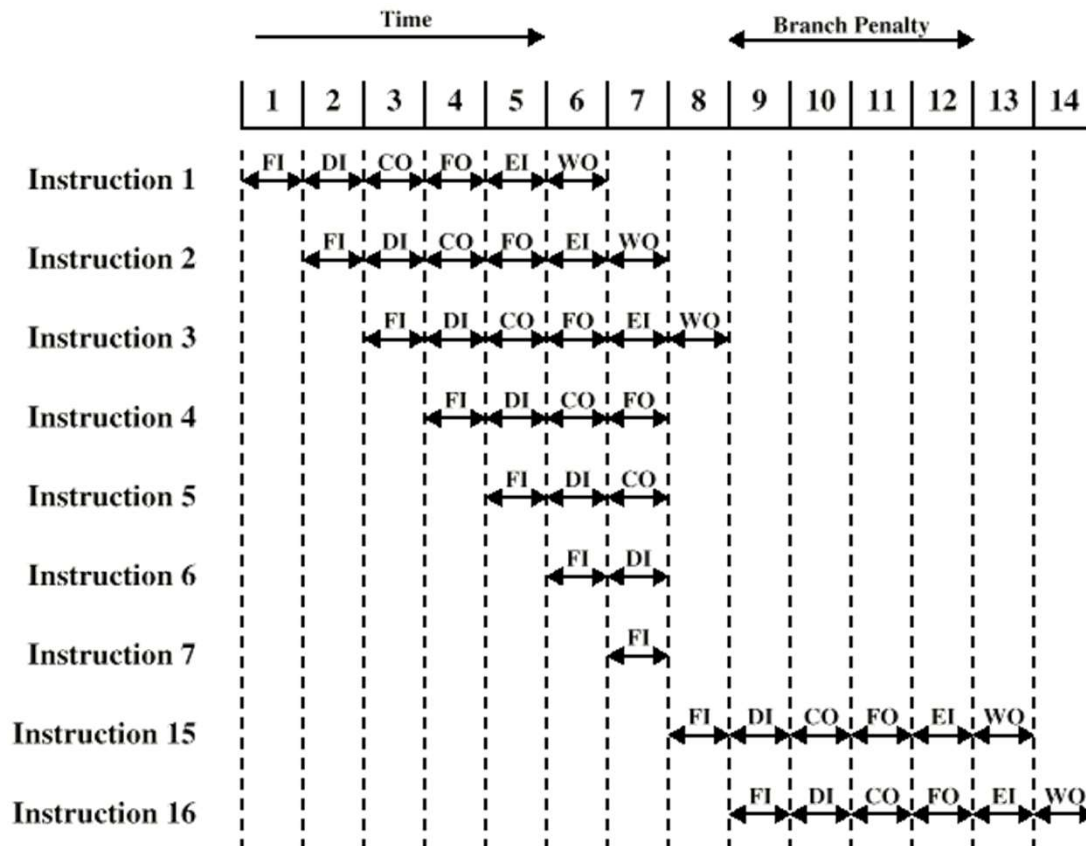 Time Branch Penalty
1 2 3 4 5 6 7 8 9 10 11 12 13 14
Instruction 1 FI DI CO FO EI WO
Instruction 2 FI DI CO FO EI WO
Instruction 3 FI DI CO FO EI WO
Instruction 4 FI DI CO FO
Instruction 5 FI DI CO
Instruction 6 FI DI
Instruction 7 FI
Instruction 15 FI DI CO FO EI WO
Instruction 16 FI DI CO FO EI WO